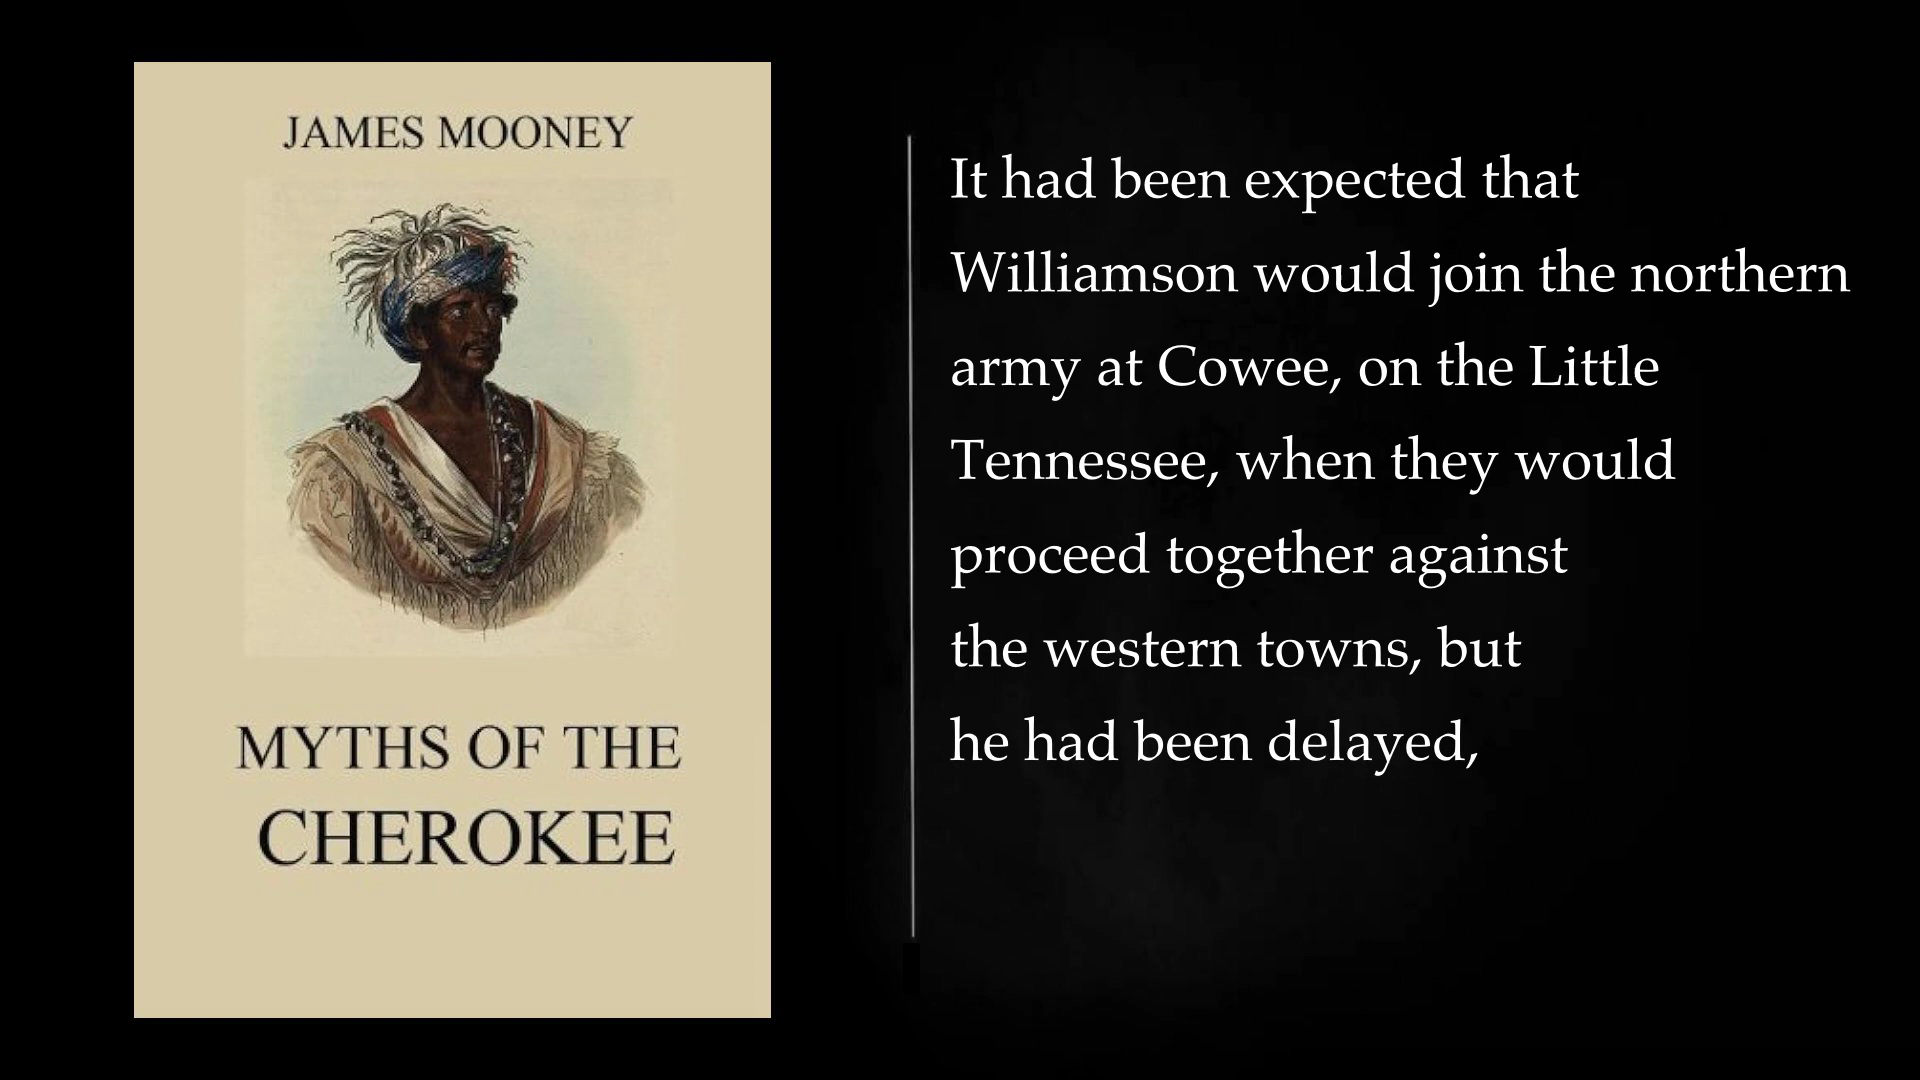 JAMES MOONEY
MYTHS OF THE
CHEROKEE
It had been expected that
Williamson would join the northern
army at Cowee, on the Little
Tennessee, when they would
proceed together against
the western towns, but
he had been delayed,